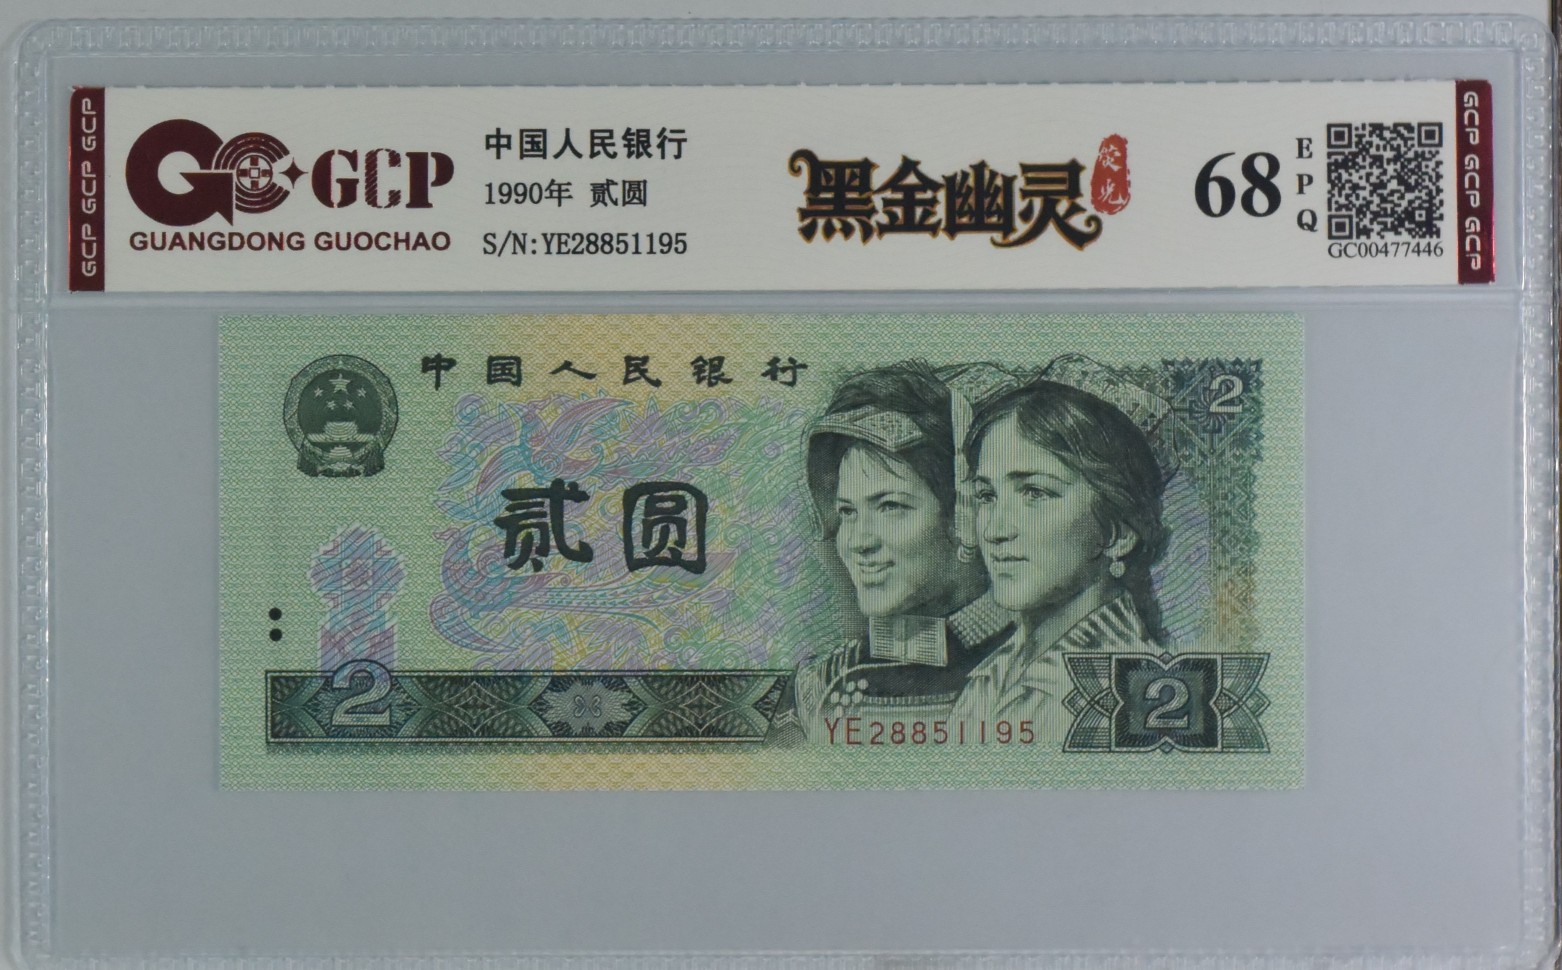 GCP GCP GCP
GCP
GUANGDONG GUOCHAO
中国人民银行
1990年 贰圆
S/N:YE28851195
黑金幽灵
荧光
68
EPQ
GC00477446
GCP GCP GCP
中国人民银行
2
贰圆
2
YE28851195
2